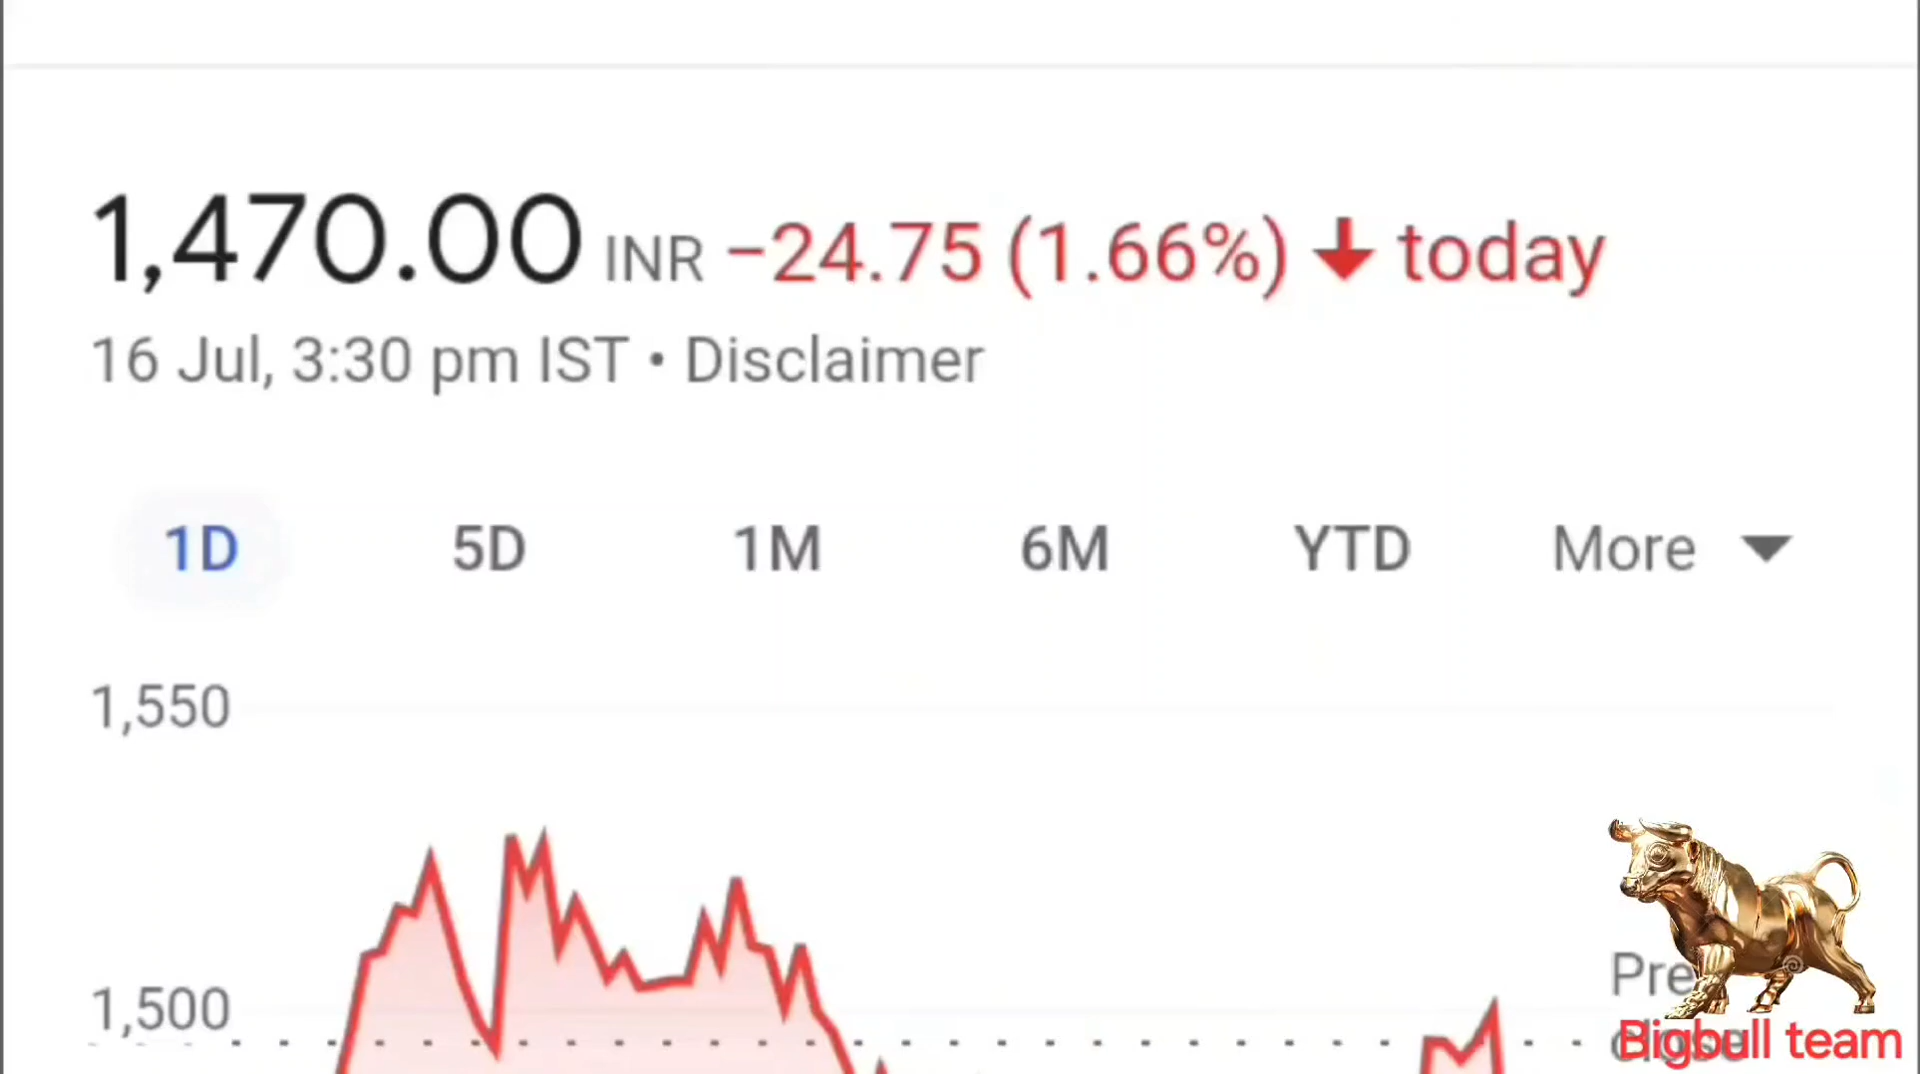 1,470.00 INR −24.75 (1.66%) ↓ today
16 Jul, 3:30 pm IST • Disclaimer
1D 5D 1M 6M YTD More
1,550
1,500
Pre
Bigbull team